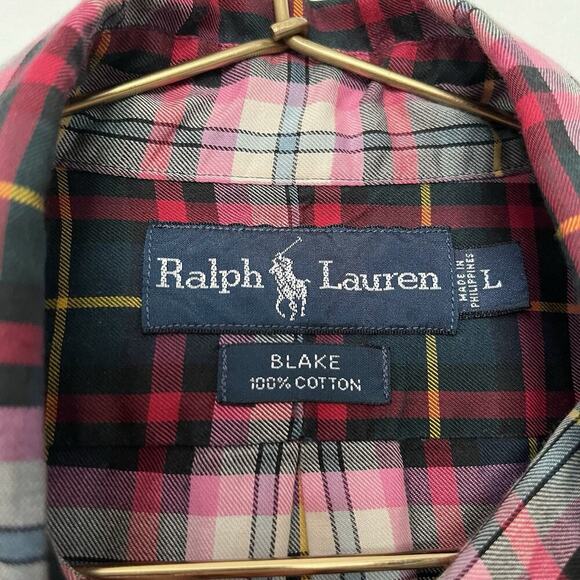 Ralph Lauren
MADE IN
PHILIPPINES
L
BLAKE
100% COTTON